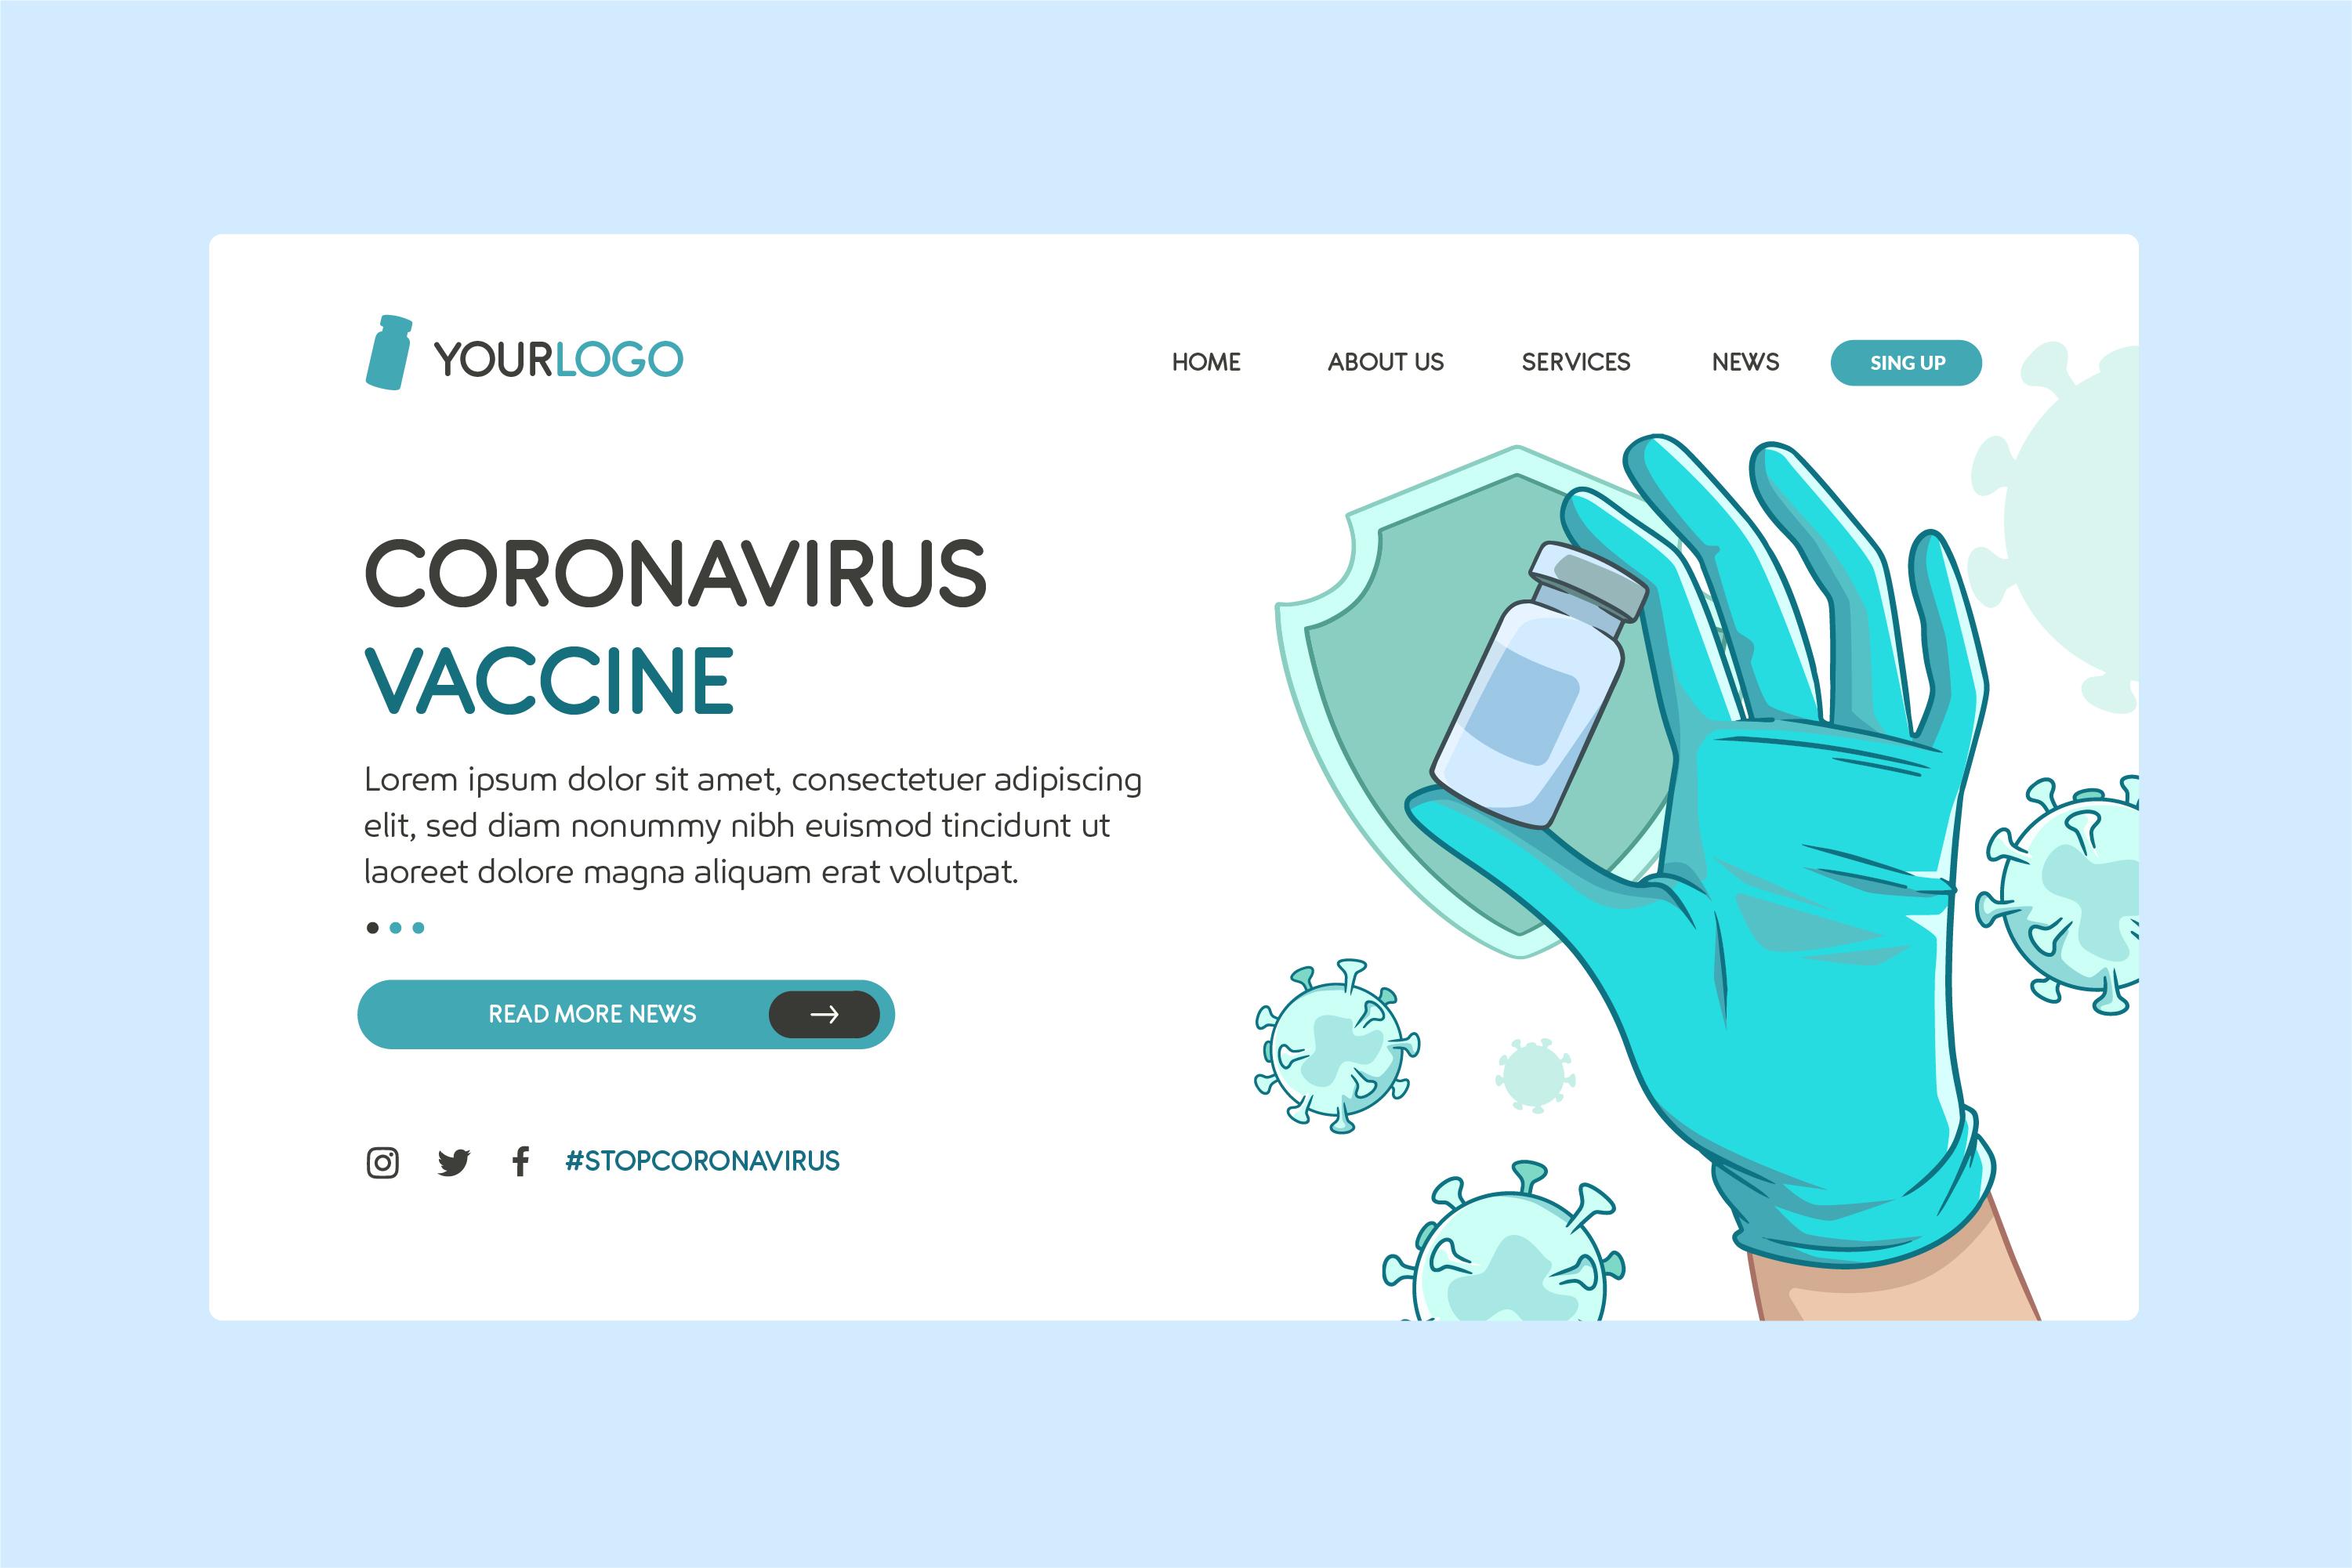 YOURLOGO
HOME ABOUT US SERVICES NEWS SING UP
CORONAVIRUS
VACCINE
Lorem ipsum dolor sit amet, consectetuer adipiscing
elit, sed diam nonummy nibh euismod tincidunt ut
laoreet dolore magna aliquam erat volutpat.
READ MORE NEWS
#STOPCORONAVIRUS